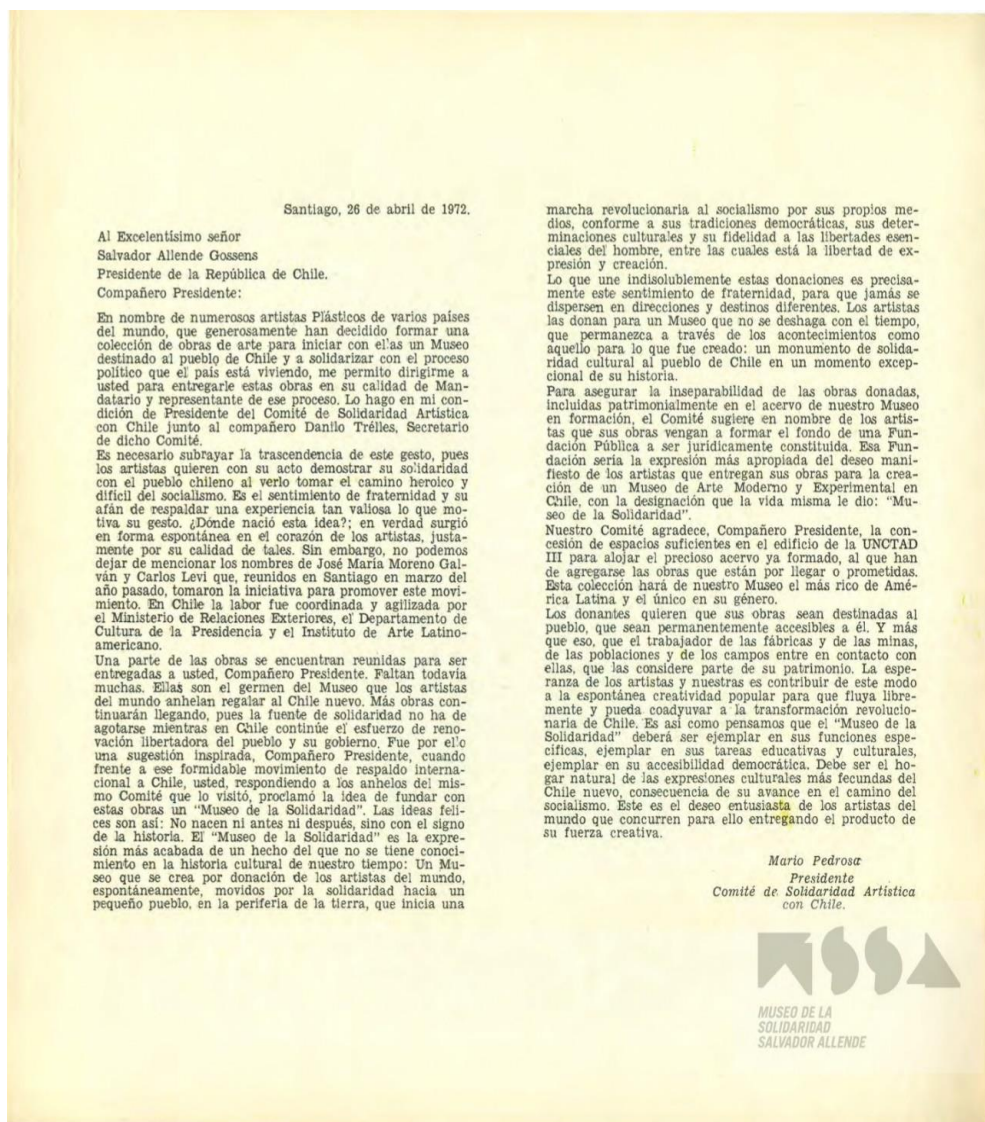 Santiago, 26 de abril de 1972.
Al Excelentísimo señor
Salvador Allende Gossens
Presidente de la República de Chile.
Compañero Presidente:
En nombre de numerosos artistas Plásticos de varios países
del mundo, que generosamente han decidido formar una
colección de obras de arte para iniciar con ellas un Museo
destinado al pueblo de Chile y a solidarizar con el proceso
político que el país está viviendo, me permito dirigirme a
usted para entregarle estas obras en su calidad de Man-
datario y representante de ese proceso. Lo hago en mi con-
dición de Presidente del Comité de Solidaridad Artística
con Chile junto al compañero Danilo Trélles, Secretario
de dicho Comité.
Es necesario subrayar la trascendencia de este gesto, pues
los artistas quieren con su acto demostrar su solidaridad
con el pueblo chileno al verlo tomar el camino heroico y
difícil del socialismo. Es el sentimiento de fraternidad y su
afán de respaldar una experiencia tan valiosa lo que mo-
tiva su gesto. ¿Dónde nació esta idea?; en verdad surgió
en forma espontánea en el corazón de los artistas, justa-
mente por su calidad de tales. Sin embargo, no podemos
dejar de mencionar los nombres de José María Moreno Gal-
ván y Carlos Levi que, reunidos en Santiago en marzo del
año pasado, tomaron la iniciativa para promover este movi-
miento. En Chile la labor fue coordinada y agilizada por
el Ministerio de Relaciones Exteriores, el Departamento de
Cultura de la Presidencia y el Instituto de Arte Latino-
americano.
Una parte de las obras se encuentran reunidas para ser
entregadas a usted, Compañero Presidente. Faltan todavía
muchas. Ellas son el germen del Museo que los artistas
del mundo anhelan regalar al Chile nuevo. Más obras con-
tinuarán llegando, pues la fuente de solidaridad no ha de
agotarse mientras en Chile continúe el esfuerzo de reno-
vación libertadora del pueblo y su gobierno. Fue por ello
una sugestión inspirada, Compañero Presidente, cuando
frente a ese formidable movimiento de respaldo interna-
cional a Chile, usted, respondiendo a los anhelos del mis-
mo Comité que lo visitó, proclamó la idea de fundar con
estas obras un "Museo de la Solidaridad". Las ideas feli-
ces son así: No nacen ni antes ni después, sino con el signo
de la historia. El "Museo de la Solidaridad" es la expre-
sión más acabada de un hecho del que no se tiene conoci-
miento en la historia cultural de nuestro tiempo: Un Mu-
seo que se crea por donación de los artistas del mundo,
espontáneamente, movidos por la solidaridad hacia un
pequeño pueblo, en la periferia de la tierra, que inicia una
marcha revolucionaria al socialismo por sus propios me-
dios, conforme a sus tradiciones democráticas, sus deter-
minaciones culturales y su fidelidad a las libertades esen-
ciales del hombre, entre las cuales está la libertad de ex-
presión y creación.
Lo que une indisolublemente estas donaciones es precisa-
mente este sentimiento de fraternidad, para que jamás se
dispersen en direcciones y destinos diferentes. Los artistas
las donan para un Museo que no se deshaga con el tiempo,
que permanezca a través de los acontecimientos como
aquello para lo que fue creado: un monumento de solida-
ridad cultural al pueblo de Chile en un momento excep-
cional de su historia.
Para asegurar la inseparabilidad de las obras donadas,
incluidas patrimonialmente en el acervo de nuestro Museo
en formación, el Comité sugiere en nombre de los artis-
tas que sus obras vengan a formar el fondo de una Fun-
dación Pública a ser jurídicamente constituida. Esa Fun-
dación sería la expresión más apropiada del deseo mani-
fiesto de los artistas que entregan sus obras para la crea-
ción de un Museo de Arte Moderno y Experimental en
Chile, con la designación que la vida misma le dio: "Mu-
seo de la Solidaridad".
Nuestro Comité agradece, Compañero Presidente, la con-
cesión de espacios suficientes en el edificio de la UNCTAD
III para alojar el precioso acervo ya formado, al que han
de agregarse las obras que están por llegar o prometidas.
Esta colección hará de nuestro Museo el más rico de Amé-
rica Latina y el único en su género.
Los donantes quieren que sus obras sean destinadas al
pueblo, que sean permanentemente accesibles a él. Y más
que eso, que el trabajador de las fábricas y de las minas,
de las poblaciones y de los campos entre en contacto con
ellas, que las considere parte de su patrimonio. La espe-
ranza de los artistas y nuestras es contribuir de este modo
a la espontánea creatividad popular para que fluya libre-
mente y pueda coadyuvar a la transformación revolucio-
naria de Chile. Es así como pensamos que el "Museo de la
Solidaridad" deberá ser ejemplar en sus funciones espe-
cíficas, ejemplar en sus tareas educativas y culturales,
ejemplar en su accesibilidad democrática. Debe ser el ho-
gar natural de las expresiones culturales más fecundas del
Chile nuevo, consecuencia de su avance en el camino del
socialismo. Este es el deseo entusiasta de los artistas del
mundo que concurren para ello entregando el producto de
su fuerza creativa.
Mario Pedrosa
Presidente
Comité de Solidaridad Artística
con Chile.
MSSA
MUSEO DE LA
SOLIDARIDAD
SALVADOR ALLENDE